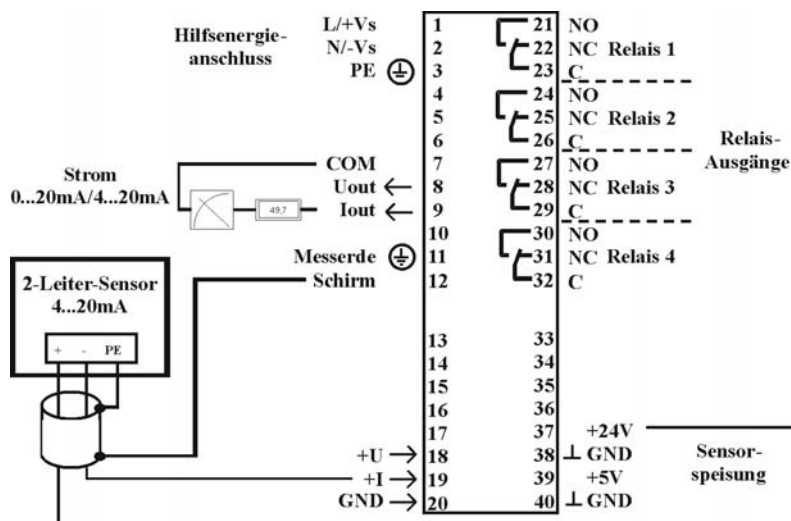 L/+Vs 1 21 NO
Hilfsenergie-
anschluss
N/-Vs 2 22 NC Relais 1
PE 3 23 C
4 24 NO
5 25 NC Relais 2
6 26 C
Relais-
Ausgänge
Strom
0...20mA/4...20mA
COM 7 27 NO
Uout ← 8 28 NC Relais 3
49,7
Iout ← 9 29 C
10 30 NO
Messerde 11 31 NC Relais 4
Schirm 12 32 C
2-Leiter-Sensor
4...20mA
+ - PE
13 33
14 34
15 35
16 36
17 37 +24V
+U → 18 38 ⊥ GND
Sensor-
speisung
+I → 19 39 +5V
GND → 20 40 ⊥ GND